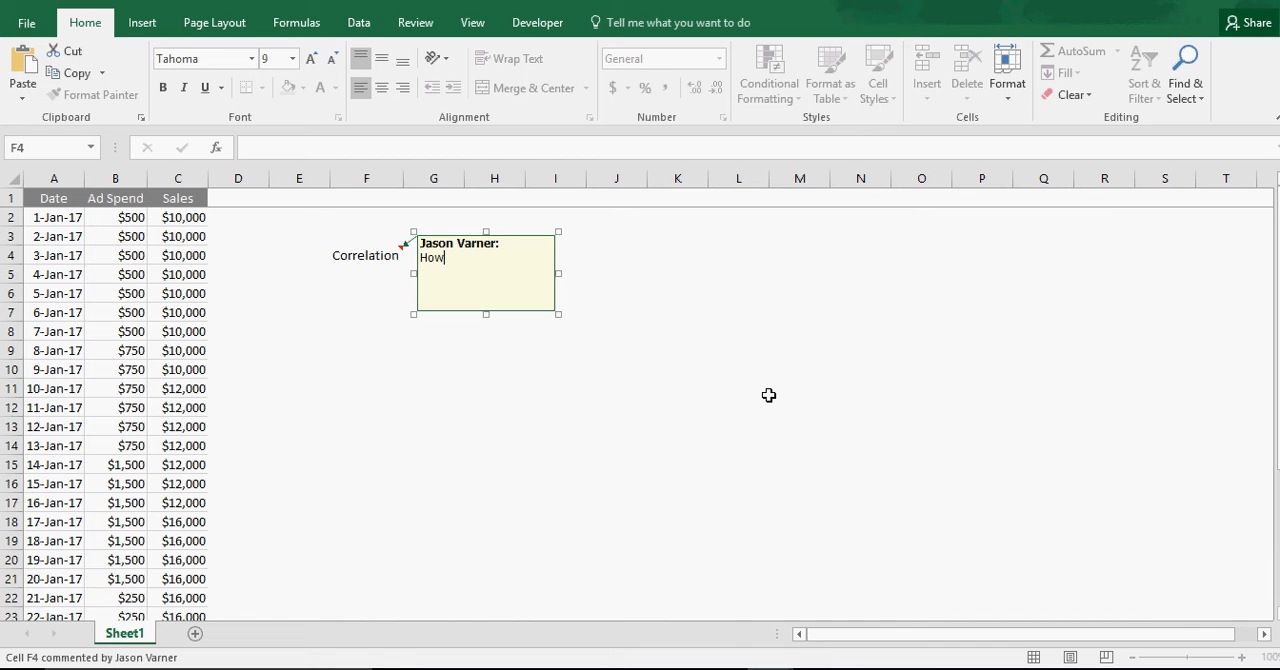 File Home Insert Page Layout Formulas Data Review View Developer Tell me what you want to do Share
Paste Cut Copy Format Painter Clipboard
Tahoma 9 A A B I U A Font
Wrap Text Merge & Center Alignment
General $ % , Number
Conditional Formatting Format as Table Cell Styles Styles
Insert Delete Format Cells
AutoSum Fill Clear Sort & Filter Find & Select Editing
F4 fx
A B C D E F G H I J K L M N O P Q R S T
1 Date Ad Spend Sales
2 1-Jan-17 $500 $10,000
3 2-Jan-17 $500 $10,000 Jason Varner:
4 3-Jan-17 $500 $10,000 Correlation How
5 4-Jan-17 $500 $10,000
6 5-Jan-17 $500 $10,000
7 6-Jan-17 $500 $10,000
8 7-Jan-17 $500 $10,000
9 8-Jan-17 $750 $10,000
10 9-Jan-17 $750 $10,000
11 10-Jan-17 $750 $12,000
12 11-Jan-17 $750 $12,000
13 12-Jan-17 $750 $12,000
14 13-Jan-17 $750 $12,000
15 14-Jan-17 $1,500 $12,000
16 15-Jan-17 $1,500 $12,000
17 16-Jan-17 $1,500 $12,000
18 17-Jan-17 $1,500 $16,000
19 18-Jan-17 $1,500 $16,000
20 19-Jan-17 $1,500 $16,000
21 20-Jan-17 $1,500 $16,000
22 21-Jan-17 $250 $16,000
23 22-Jan-17 $250 $16,000
Sheet1
Cell F4 commented by Jason Varner 100%